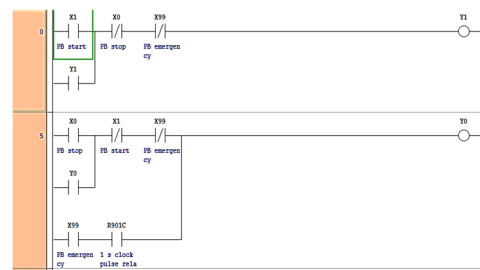 X1 X0 X99 Y1
0
PB start PB stop PB emergen
cy
Y1
X0 X1 X99 Y0
5
PB stop PB start PB emergen
cy
Y0
X99 R901C
PB emergen 1 s clock
cy pulse rela